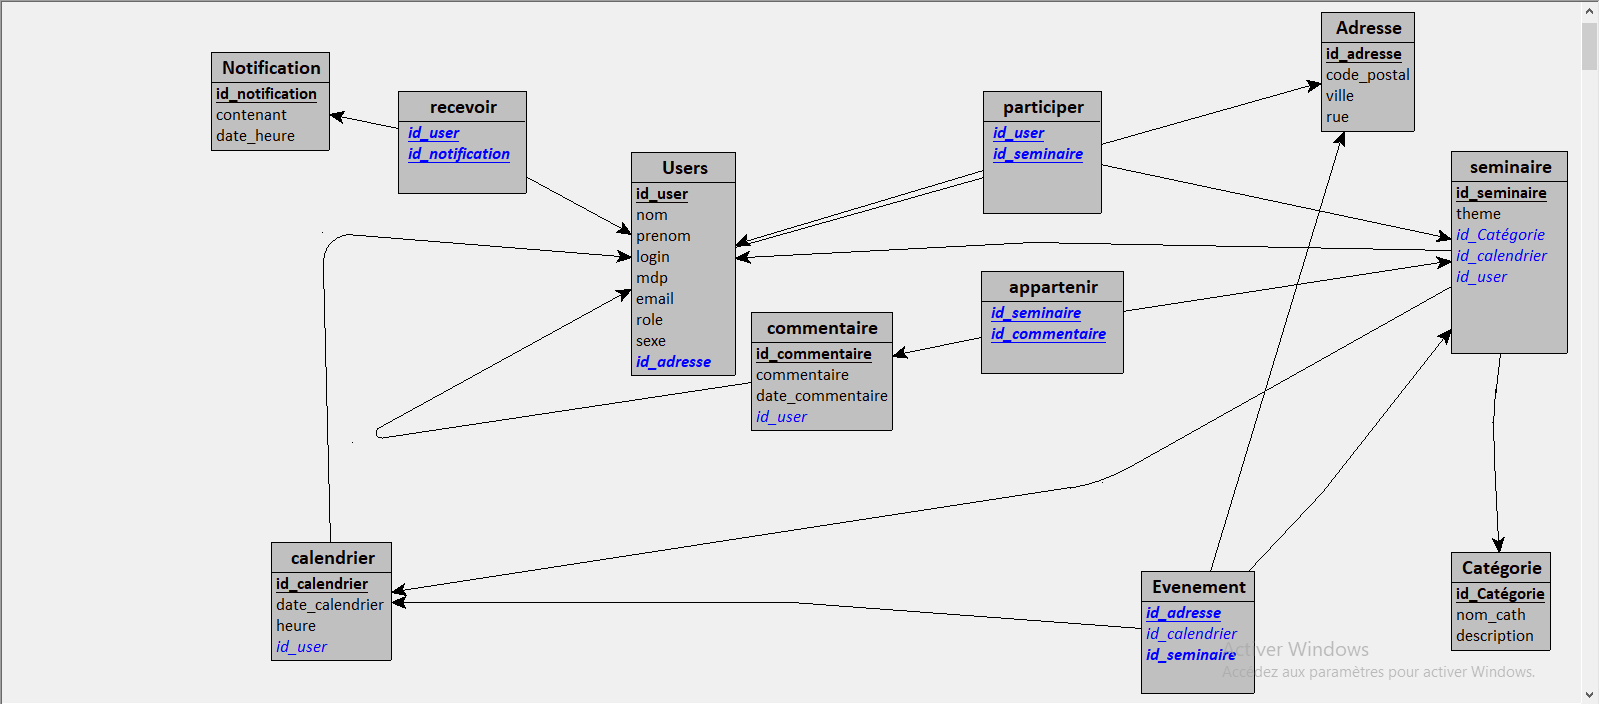 Notification
id_notification
contenant
date_heure
recevoir
id_user
id_notification
Users
id_user
nom
prenom
login
mdp
email
role
sexe
id_adresse
participer
id_user
id_seminaire
Adresse
id_adresse
code_postal
ville
rue
seminaire
id_seminaire
theme
id_Catégorie
id_calendrier
id_user
appartenir
id_seminaire
id_commentaire
commentaire
id_commentaire
commentaire
date_commentaire
id_user
calendrier
id_calendrier
date_calendrier
heure
id_user
Evenement
id_adresse
id_calendrier
id_seminaire
Catégorie
id_Catégorie
nom_cath
description
Activer Windows
Accédez aux paramètres pour activer Windows.